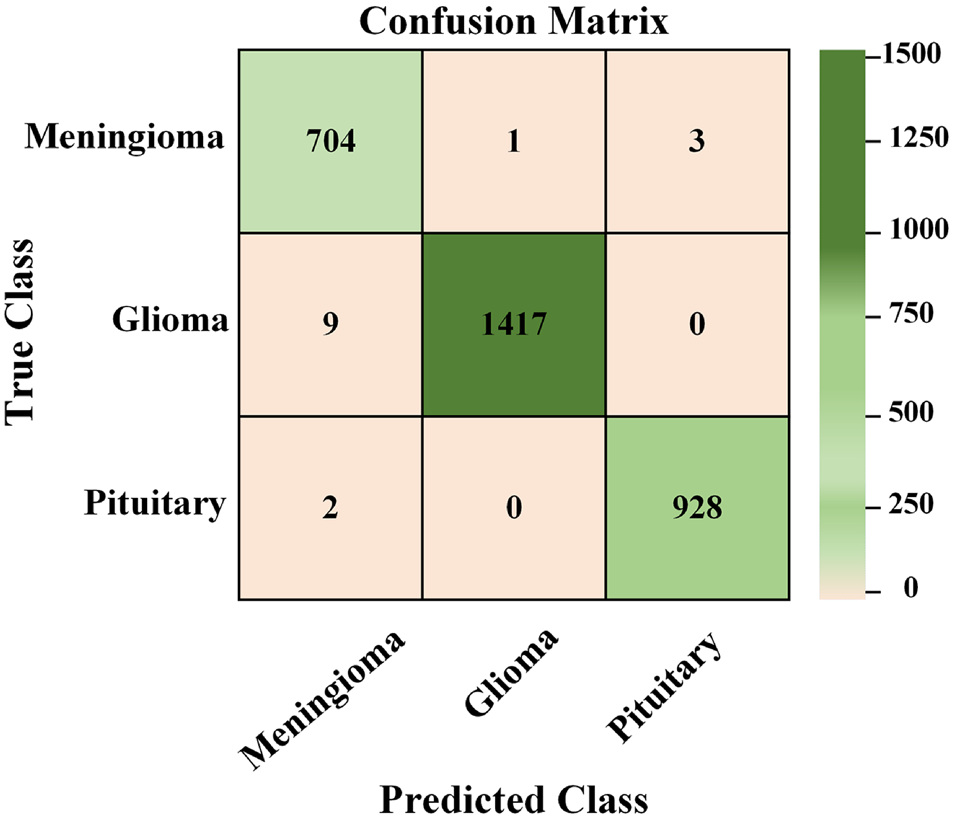 Confusion Matrix
Meningioma 704 1 3
Glioma 9 1417 0
Pituitary 2 0 928
True Class
Meningioma Glioma Pituitary
Predicted Class
1500
1250
1000
750
500
250
0